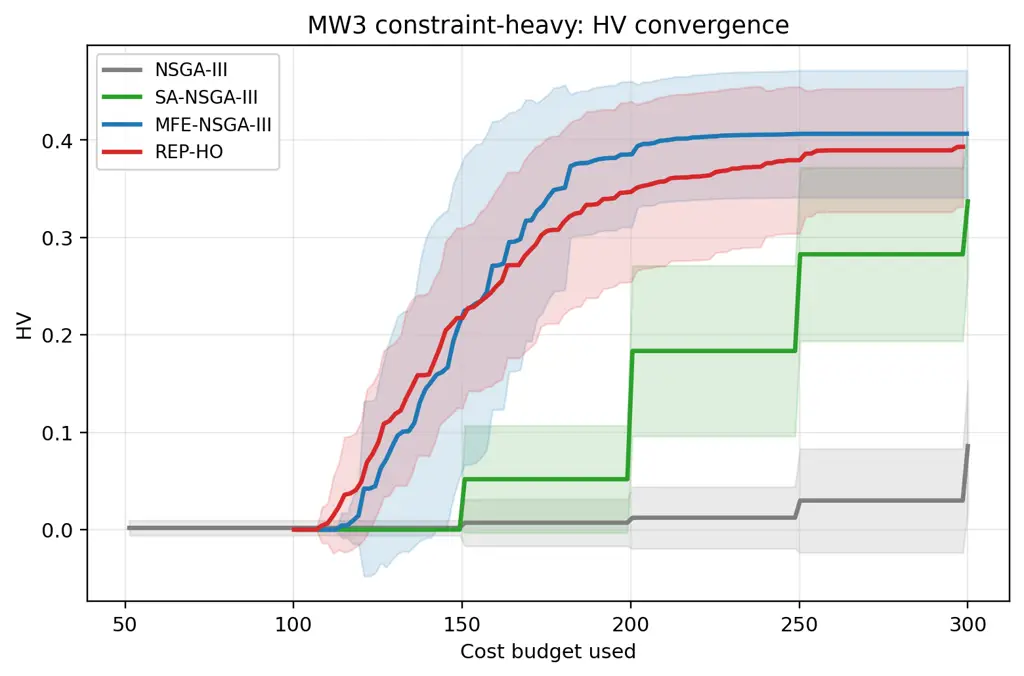 MW3 constraint-heavy: HV convergence
NSGA-III
SA-NSGA-III
MFE-NSGA-III
REP-HO
HV
0.4
0.3
0.2
0.1
0.0
50
100
150
200
250
300
Cost budget used